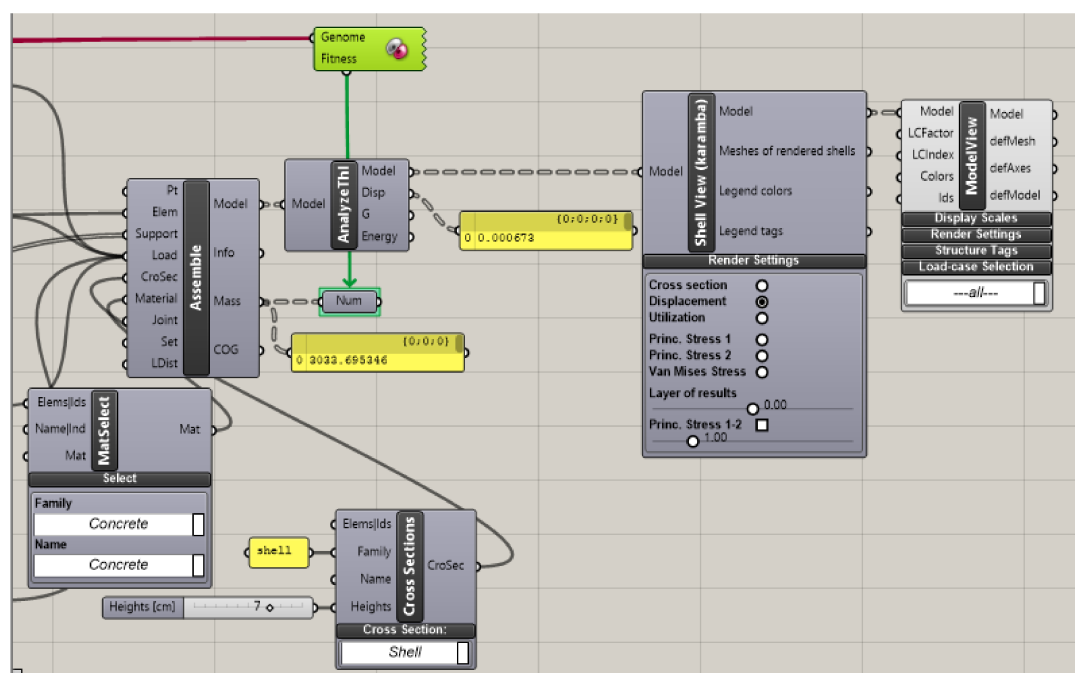 Genome
Fitness
Pt
Elem
Support
Load
CroSec
Material
Joint
Set
LDist
Assemble
Model
Info
Mass
COG
Model
AnalyzeThI
Model
Disp
G
Energy
{0;0;0;0}
0 0.000673
Num
{0;0;0}
0 3033.695346
Model
Shell View (karamba)
Model
Meshes of rendered shells
Legend colors
Legend tags
Render Settings
Cross section
Displacement
Utilization
Princ. Stress 1
Princ. Stress 2
Van Mises Stress
Layer of results
0.00
Princ. Stress 1-2
1.00
Model
LCFactor
LCIndex
Colors
Ids
ModelView
Model
defMesh
defAxes
defModel
Display Scales
Render Settings
Structure Tags
Load-case Selection
---all---
Elems|Ids
Name|Ind
Mat
MatSelect
Mat
Select
Family
Concrete
Name
Concrete
shell
Heights [cm]
7
Elems|Ids
Family
Name
Heights
Cross Sections
CroSec
Cross Section:
Shell